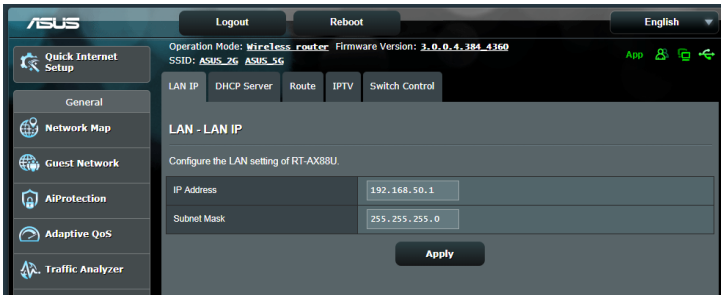 ASUS
Logout
Reboot
English
Quick Internet Setup
Operation Mode: Wireless router Firmware Version: 3.0.0.4.384_4360
SSID: ASUS_2G ASUS_5G
App
General
Network Map
Guest Network
AiProtection
Adaptive QoS
Traffic Analyzer
LAN IP
DHCP Server
Route
IPTV
Switch Control
LAN - LAN IP
Configure the LAN setting of RT-AX88U.
IP Address
192.168.50.1
Subnet Mask
255.255.255.0
Apply